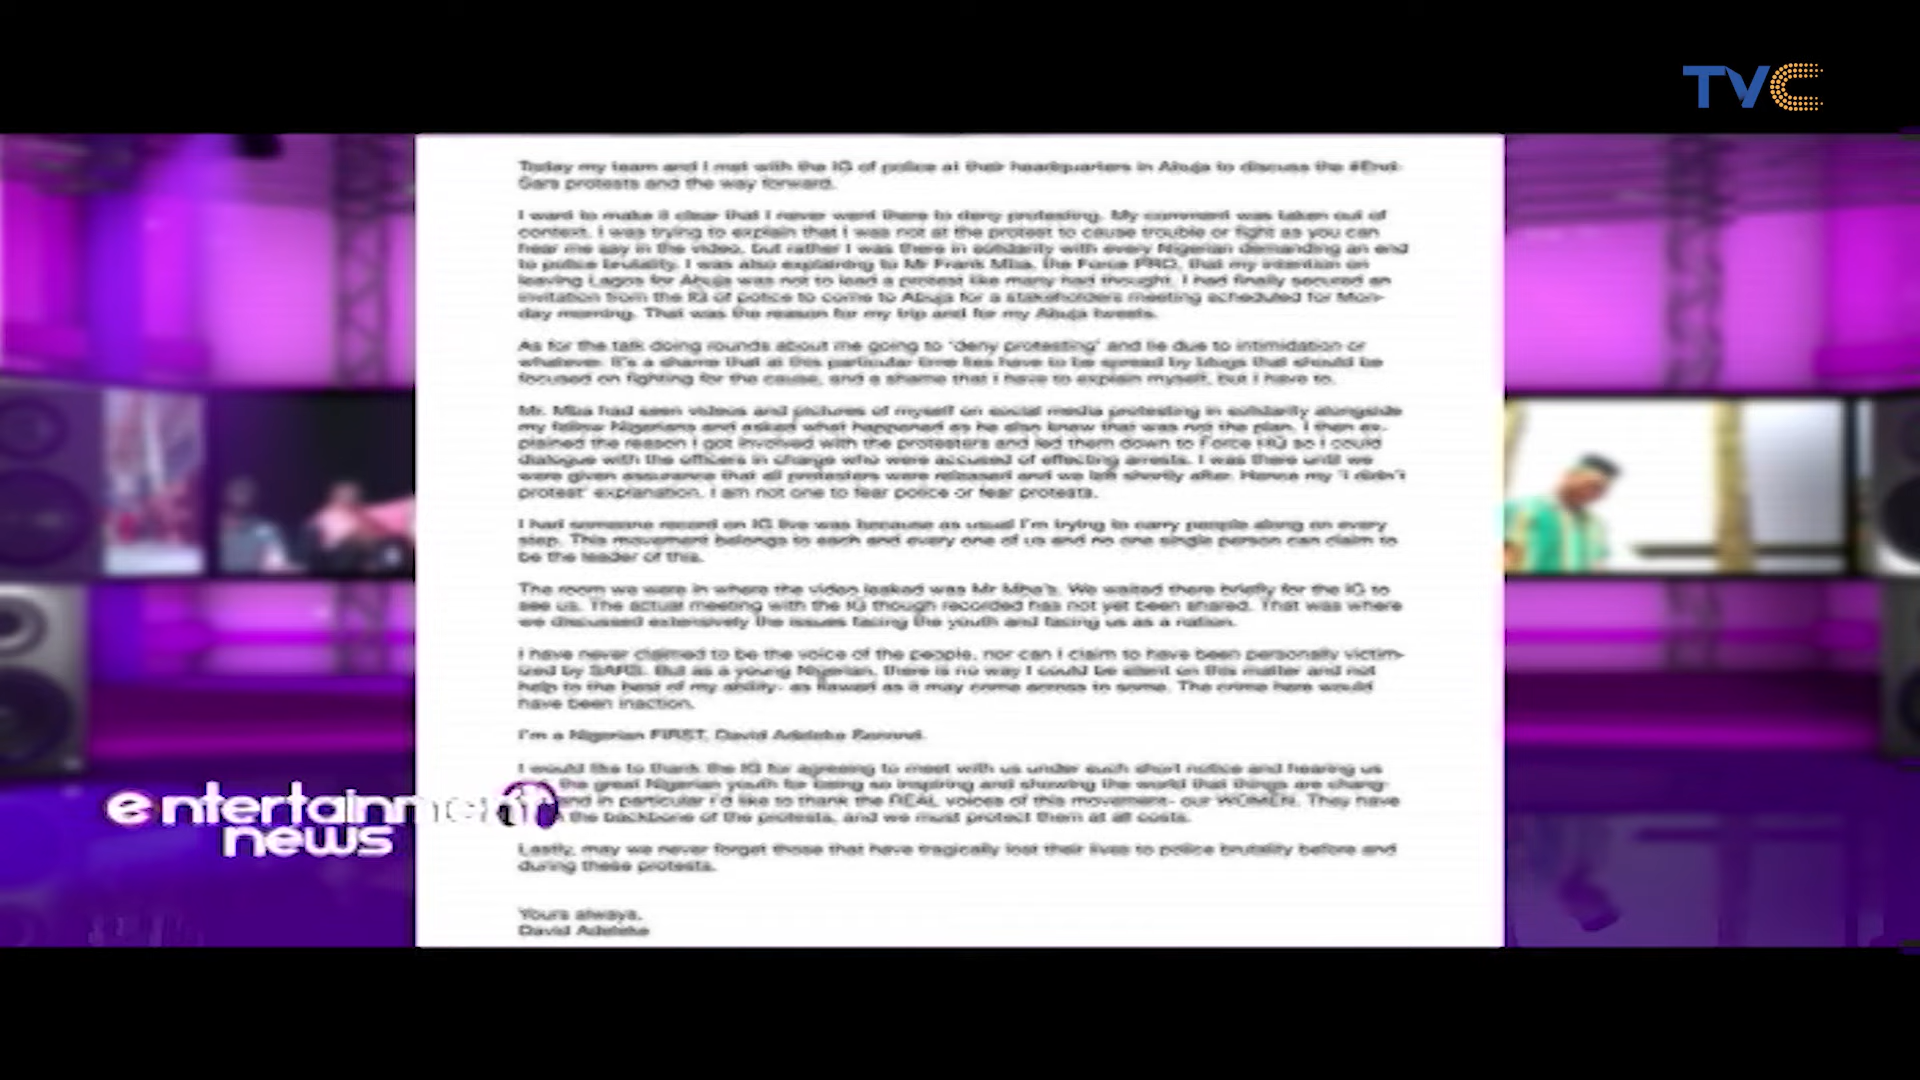 TVC
Today my team and I met with the IG of police at their headquarters in Abuja to discuss the #End-
Sars protests and the way forward.
I want to make it clear that I never went there to deny protesting. My comment was taken out of
context. I was trying to explain that I was not at the protest to cause trouble or fight as you can
hear me say in the video, but rather I was there in solidarity with every Nigerian demanding an end
to police brutality. I was also explaining to Mr Frank Mba, the Force PRO, that my intention on
leaving Lagos for Abuja was not to lead a protest like many had thought. I had finally secured an
invitation from the IG of police to come to Abuja for a stakeholders meeting scheduled for Mon-
day morning. That was the reason for my trip and for my Abuja tweets.
As for the talk doing rounds about me going to 'deny protesting' and lie due to intimidation or
whatever. It's a shame that at this particular time lies have to be spread by blogs that should be
focused on fighting for the cause, and a shame that I have to explain myself, but I have to.
Mr. Mba had seen videos and pictures of myself on social media protesting in solidarity alongside
my fellow Nigerians and asked what happened as he also knew that was not the plan. I then ex-
plained the reason I got involved with the protesters and led them down to Force HQ so I could
dialogue with the officers in charge who were accused of effecting arrests. I was there until we
were given assurance that all protesters were released and we left shortly after. Hence my 'I didn't
protest' explanation. I am not one to fear police or fear protests.
I had someone record on IG live was because as usual I'm trying to carry people along on every
step. This movement belongs to each and every one of us and no one single person can claim to
be the leader of this.
The room we were in where the video leaked was Mr Mba's. We waited there briefly for the IG to
see us. The actual meeting with the IG though recorded has not yet been shared. That was where
we discussed extensively the issues facing the youth and facing us as a nation.
I have never claimed to be the voice of the people, nor can I claim to have been personally victim-
ized by SARS. But as a young Nigerian, there is no way I could be silent on this matter and not
help to the best of my ability- as flawed as it may come across to some. The crime here would
have been inaction.
I'm a Nigerian FIRST, David Adeleke Second.
I would like to thank the IG for agreeing to meet with us under such short notice and hearing us
the great Nigerian youth for being so inspiring and showing the world that things are chang-
and in particular I'd like to thank the REAL voices of this movement- our WOMEN. They have
the backbone of the protests, and we must protect them at all costs.
Lastly, may we never forget those that have tragically lost their lives to police brutality before and
during these protests.
Yours always,
David Adeleke
entertainment
news